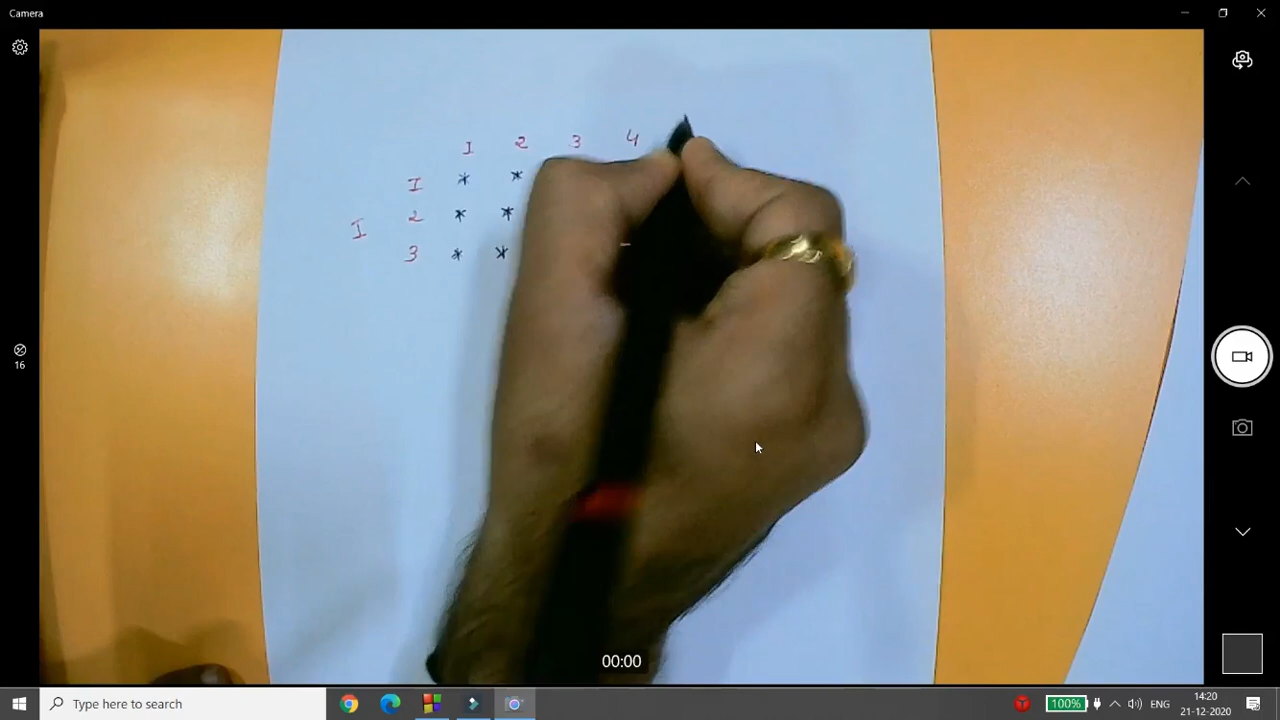 Camera
1 2 3 4
1 * *
2 * *
I
3 * *
16
00:00
Type here to search
100% ENG 14:20
21-12-2020